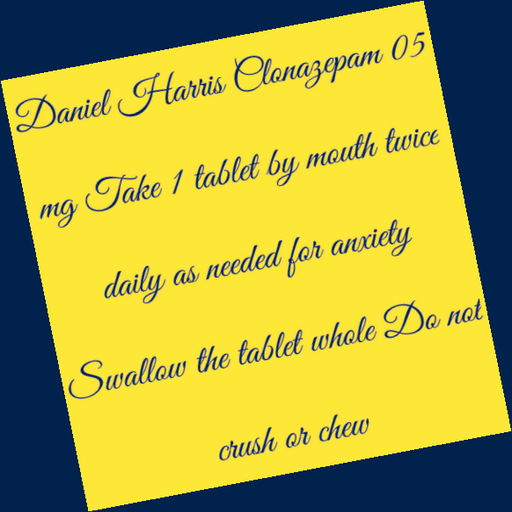 Daniel Harris Clonazepam 05
mg Take 1 tablet by mouth twice
daily as needed for anxiety
Swallow the tablet whole Do not
crush or chew